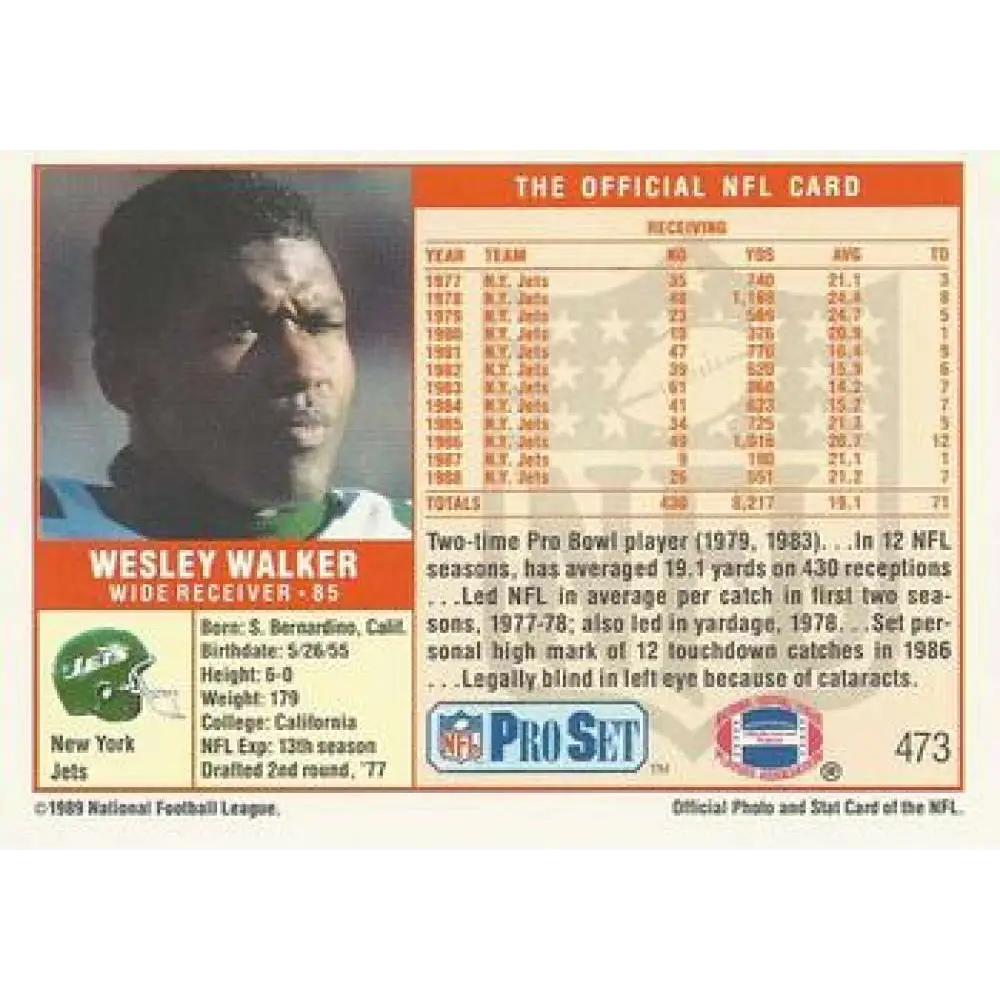 THE OFFICIAL NFL CARD
RECEIVING
YEAR TEAM NO YDS AVG TD
1977 N.Y. Jets 35 740 21.1 3
1978 N.Y. Jets 48 1,169 24.4 8
1979 N.Y. Jets 23 569 24.7 5
1980 N.Y. Jets 18 376 20.9 1
1981 N.Y. Jets 47 770 16.4 9
1982 N.Y. Jets 39 620 15.9 6
1983 N.Y. Jets 61 868 14.2 7
1984 N.Y. Jets 41 623 15.2 7
1985 N.Y. Jets 34 725 21.3 5
1986 N.Y. Jets 49 1,016 20.7 12
1987 N.Y. Jets 9 190 21.1 1
1988 N.Y. Jets 26 551 21.2 7
TOTALS 430 8,217 19.1 71
Two-time Pro Bowl player (1979, 1983). . .In 12 NFL
seasons, has averaged 19.1 yards on 430 receptions
. . .Led NFL in average per catch in first two sea-
sons, 1977-78; also led in yardage, 1978. . .Set per-
sonal high mark of 12 touchdown catches in 1986
. . .Legally blind in left eye because of cataracts.
WESLEY WALKER
WIDE RECEIVER • 85
JETS
New York
Jets
Born: S. Bernardino, Calif.
Birthdate: 5/26/55
Height: 6-0
Weight: 179
College: California
NFL Exp: 13th season
Drafted 2nd round, '77
NFL PRO SET ™
®
473
©1989 National Football League.
Official Photo and Stat Card of the NFL.